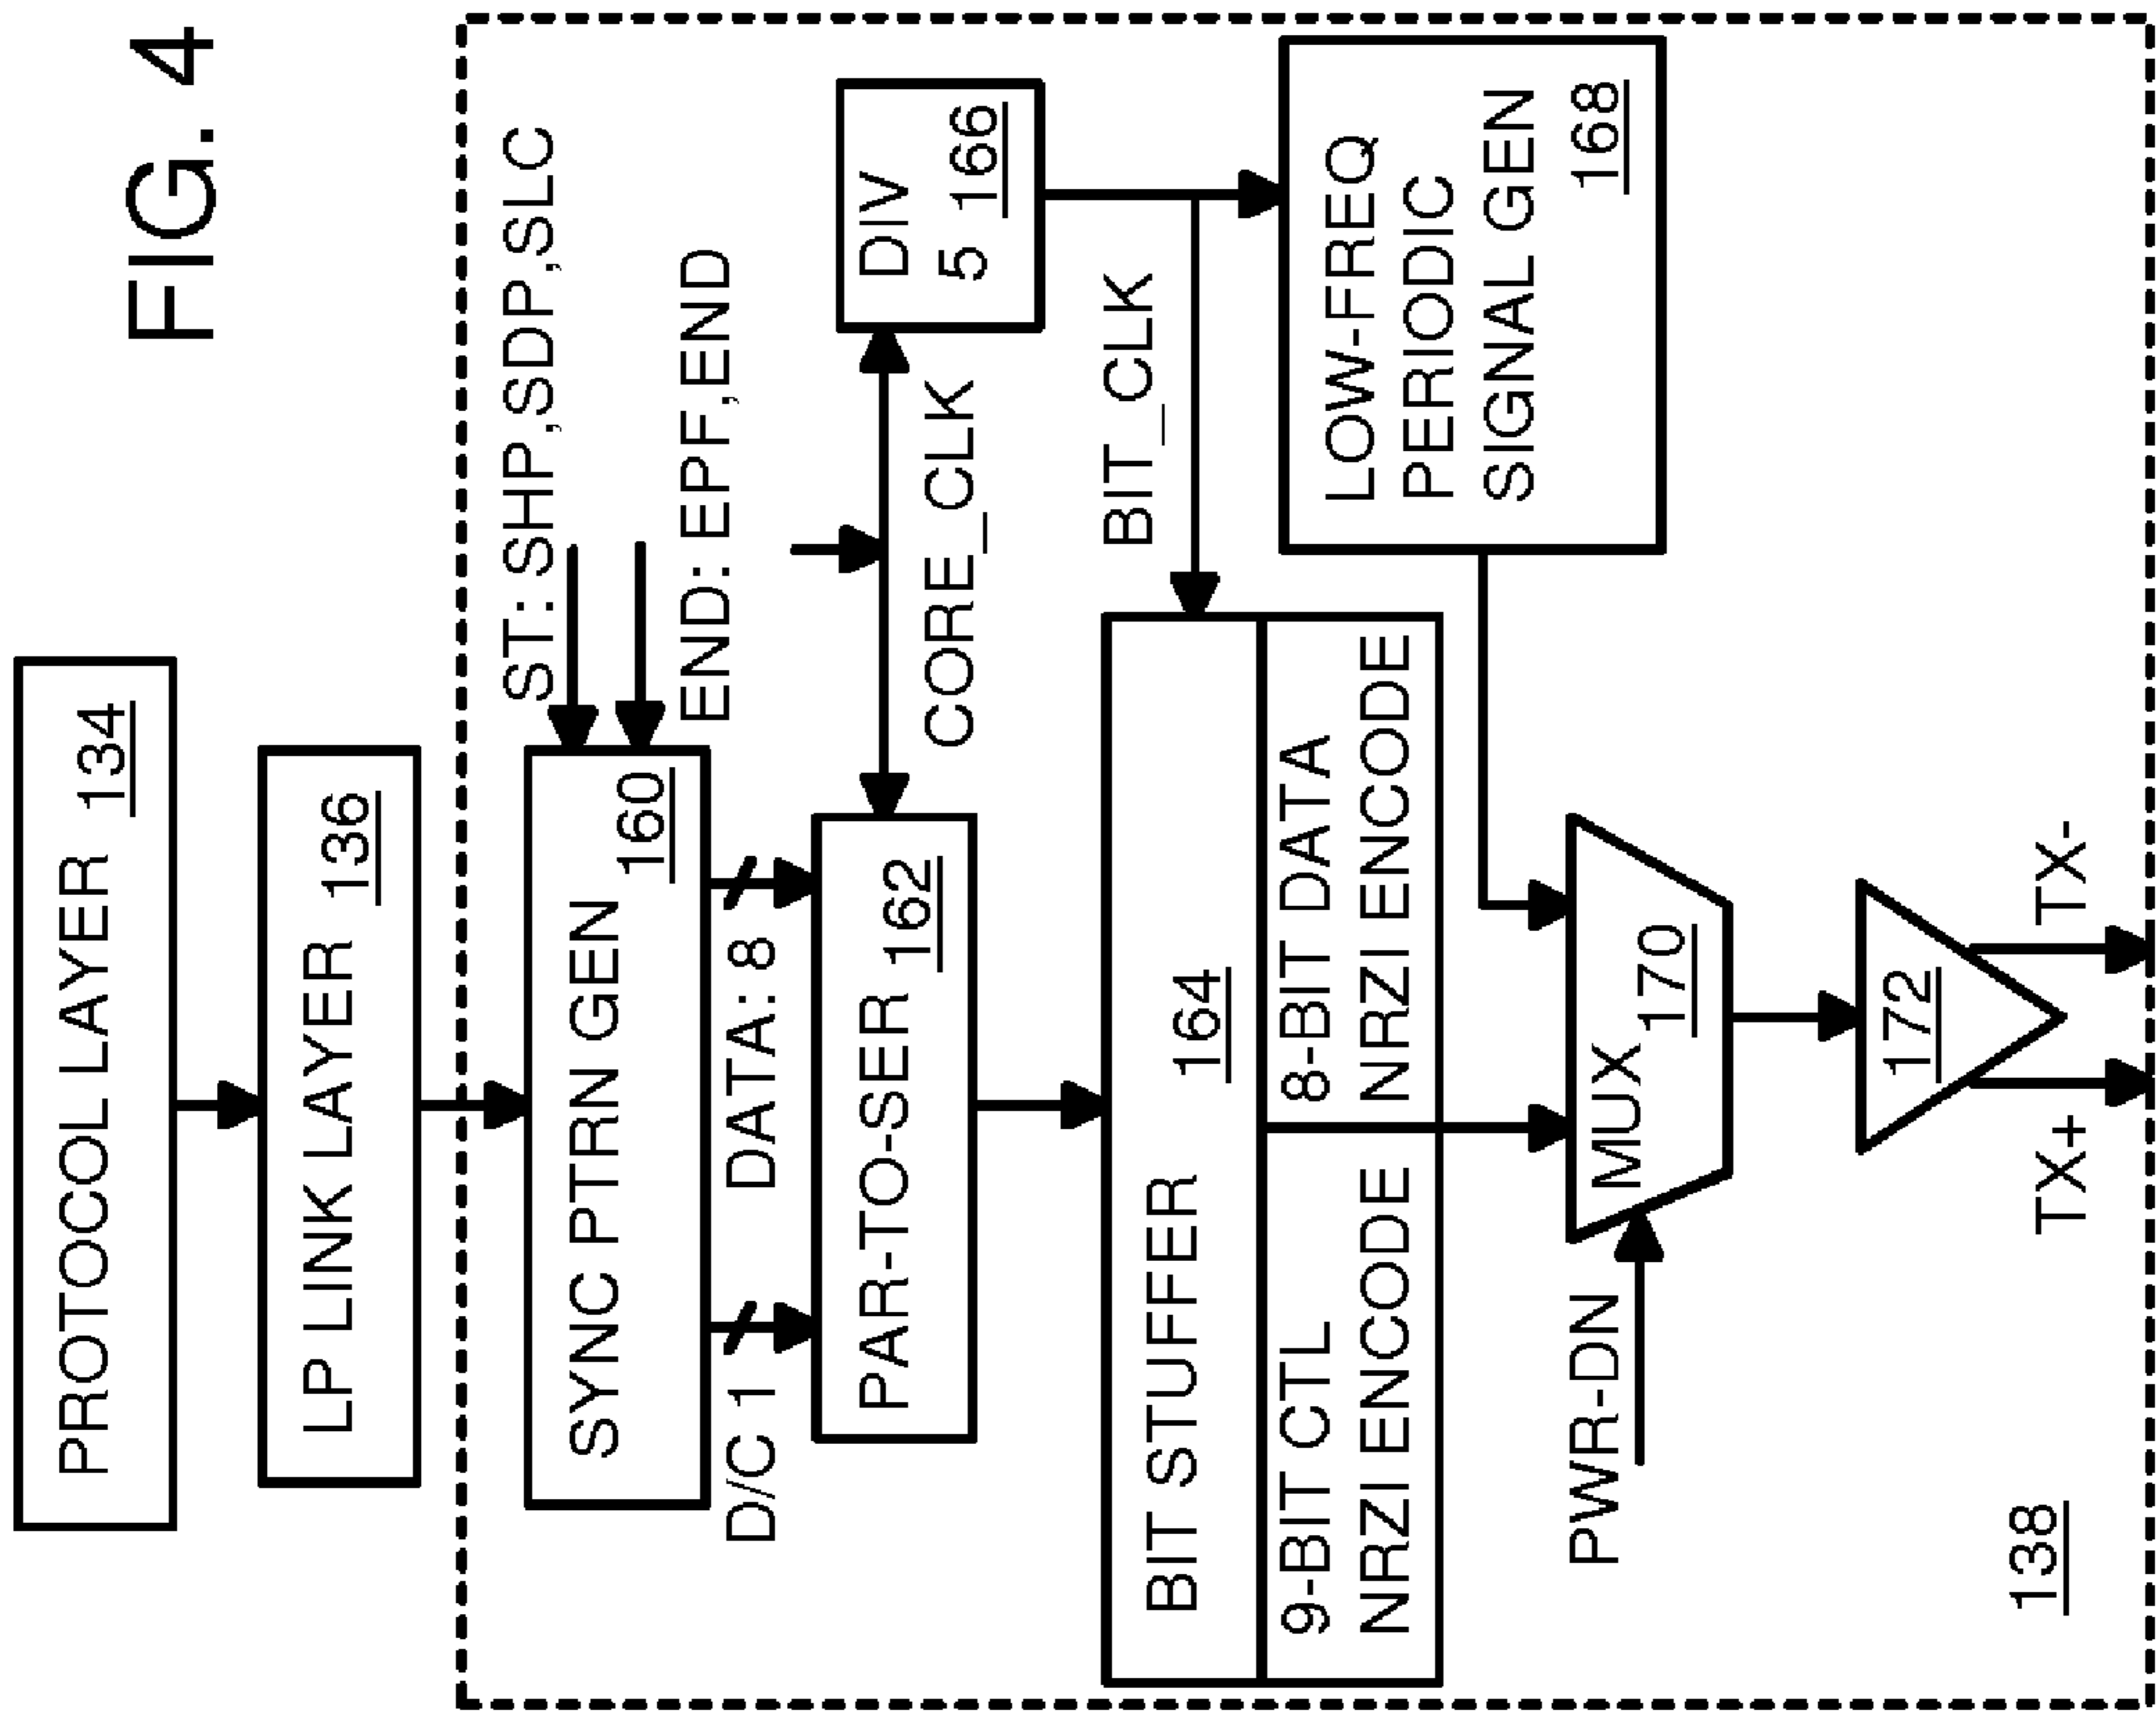 FIG. 4
PROTOCOL LAYER 134
LP LINK LAYER 136
ST: SHP,SDP,SLC
SYNC PTRN GEN
160
END: EPF,END
D/C 1
DATA: 8
PAR-TO-SER 162
CORE_CLK
DIV
5 166
BIT_CLK
BIT STUFFER
164
9-BIT CTL
NRZI ENCODE
8-BIT DATA
NRZI ENCODE
LOW-FREQ
PERIODIC
SIGNAL GEN
168
PWR-DN
MUX
170
172
TX+
TX-
138